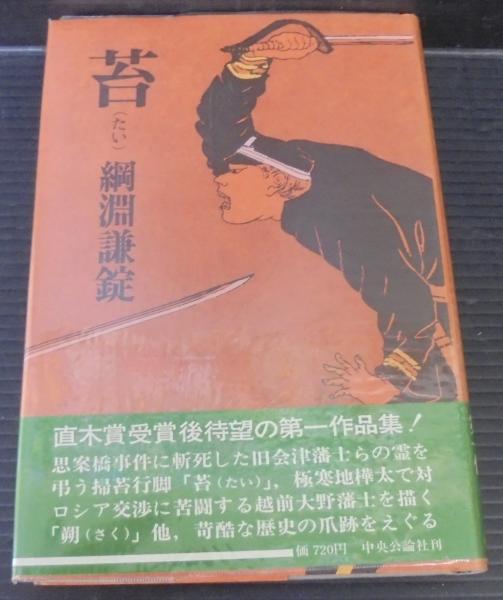 苔
(たい)
綱淵謙錠
直木賞受賞後待望の第一作品集!
思案橋事件に斬死した旧会津藩士らの霊を
弔う掃苔行脚「苔(たい)」, 極寒地樺太で対
ロシア交渉に苦闘する越前大野藩士を描く
「朔(さく)」他, 苛酷な歴史の爪跡をえぐる
価 720円 中央公論社刊